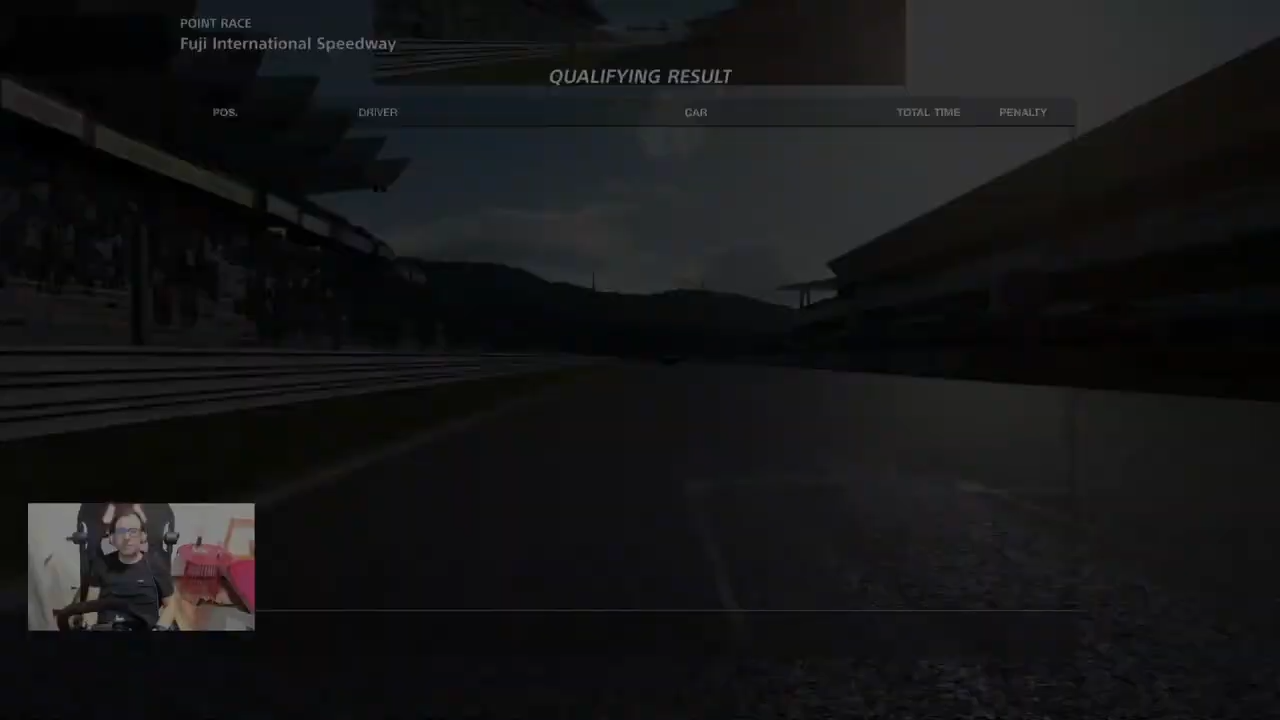 POINT RACE
Fuji International Speedway
QUALIFYING RESULT
POS. DRIVER CAR TOTAL TIME PENALTY